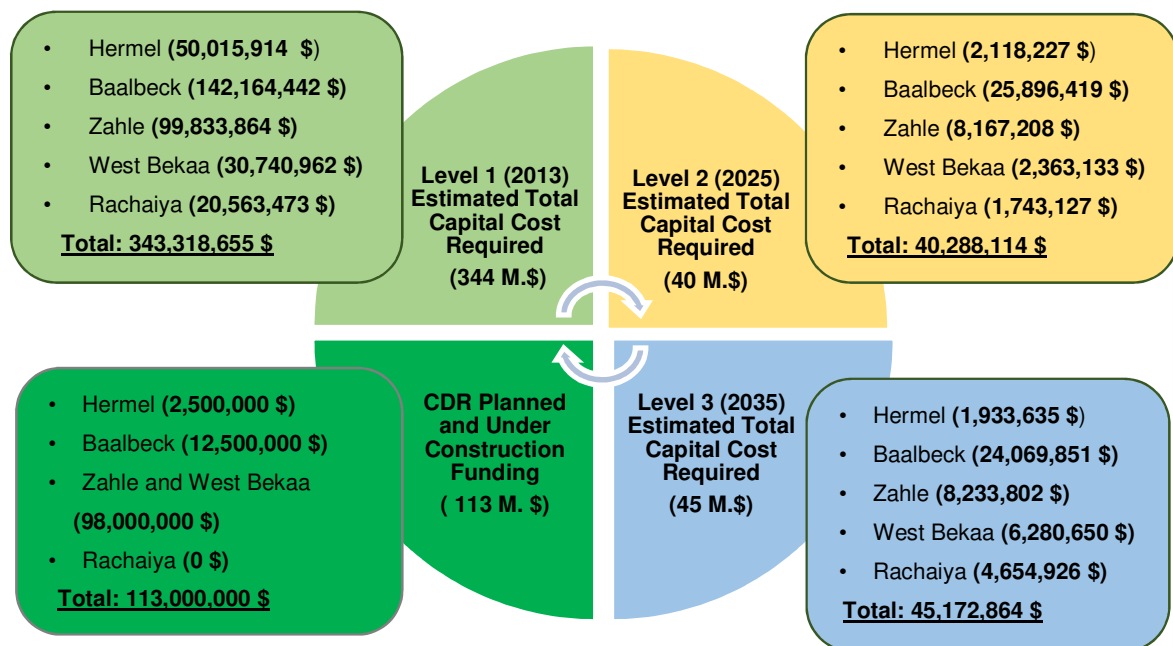 • Hermel (50,015,914 $)
• Baalbeck (142,164,442 $)
• Zahle (99,833,864 $)
• West Bekaa (30,740,962 $)
• Rachaiya (20,563,473 $)
Total: 343,318,655 $
Level 1 (2013)
Estimated Total
Capital Cost
Required
(344 M.$)
Level 2 (2025)
Estimated Total
Capital Cost
Required
(40 M.$)
• Hermel (2,118,227 $)
• Baalbeck (25,896,419 $)
• Zahle (8,167,208 $)
• West Bekaa (2,363,133 $)
• Rachaiya (1,743,127 $)
Total: 40,288,114 $
• Hermel (2,500,000 $)
• Baalbeck (12,500,000 $)
• Zahle and West Bekaa
(98,000,000 $)
• Rachaiya (0 $)
Total: 113,000,000 $
CDR Planned
and Under
Construction
Funding
( 113 M. $)
Level 3 (2035)
Estimated Total
Capital Cost
Required
(45 M.$)
• Hermel (1,933,635 $)
• Baalbeck (24,069,851 $)
• Zahle (8,233,802 $)
• West Bekaa (6,280,650 $)
• Rachaiya (4,654,926 $)
Total: 45,172,864 $